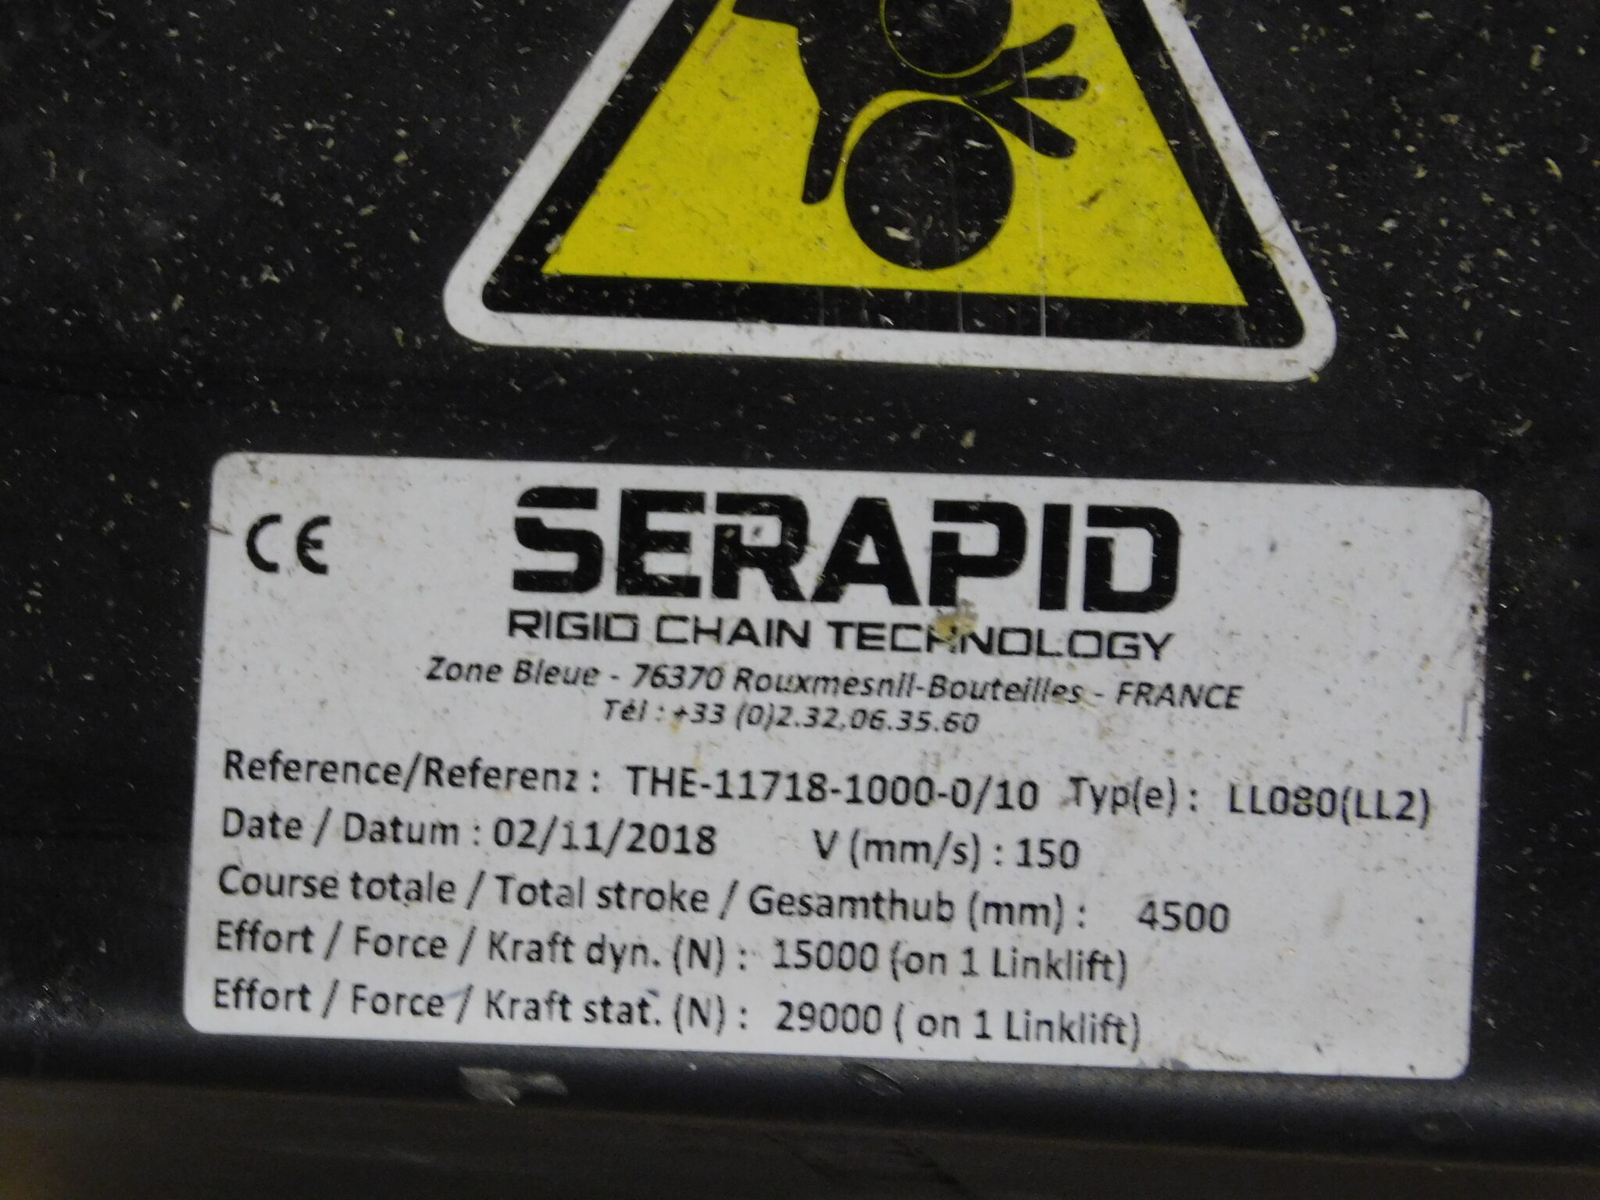 CE
SERAPID
RIGID CHAIN TECHNOLOGY
Zone Bleue - 76370 Rouxmesnil-Bouteilles - FRANCE
Tél : +33 (0)2.32.06.35.60
Reference/Referenz : THE-11718-1000-0/10 Typ(e) : LL080(LL2)
Date / Datum : 02/11/2018 V (mm/s) : 150
Course totale / Total stroke / Gesamthub (mm) : 4500
Effort / Force / Kraft dyn. (N) : 15000 (on 1 Linklift)
Effort / Force / Kraft stat. (N) : 29000 ( on 1 Linklift)